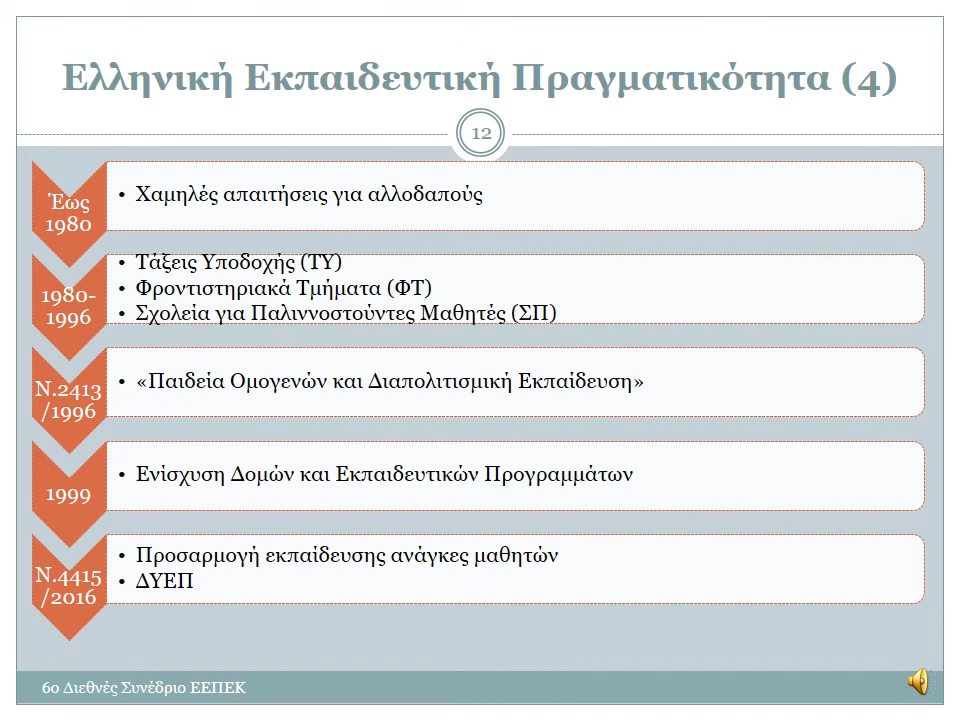 Ελληνική Εκπαιδευτική Πραγματικότητα (4)
12
Έως
1980
• Χαμηλές απαιτήσεις για αλλοδαπούς
1980-
1996
• Τάξεις Υποδοχής (ΤΥ)
• Φροντιστηριακά Τμήματα (ΦΤ)
• Σχολεία για Παλιννοστούντες Μαθητές (ΣΠ)
Ν.2413
/1996
• «Παιδεία Ομογενών και Διαπολιτισμική Εκπαίδευση»
1999
• Ενίσχυση Δομών και Εκπαιδευτικών Προγραμμάτων
Ν.4415
/2016
• Προσαρμογή εκπαίδευσης ανάγκες μαθητών
• ΔΥΕΠ
6ο Διεθνές Συνέδριο ΕΕΠΕΚ